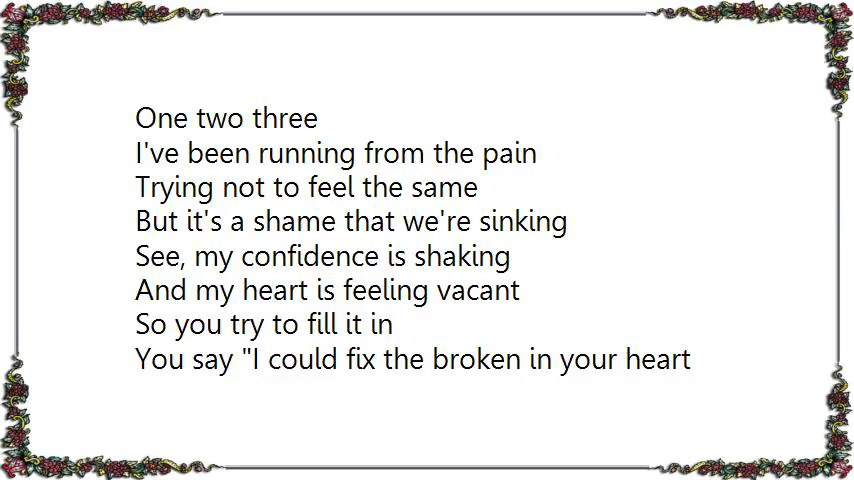 One two three
I've been running from the pain
Trying not to feel the same
But it's a shame that we're sinking
See, my confidence is shaking
And my heart is feeling vacant
So you try to fill it in
You say "I could fix the broken in your heart